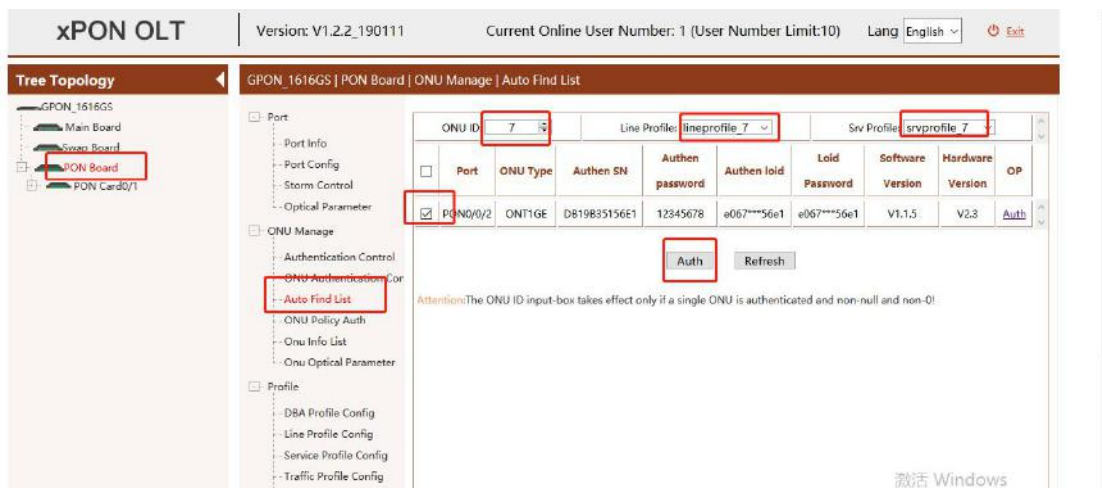 xPON OLT
Version: V1.2.2_190111
Current Online User Number: 1 (User Number Limit:10)
Lang English
Exit
Tree Topology
GPON_1616GS | PON Board | ONU Manage | Auto Find List
GPON_1616GS
Main Board
Swap Board
PON Board
PON Card0/1
Port
Port Info
Port Config
Storm Control
Optical Parameter
ONU Manage
Authentication Control
ONU Authentication Con
Auto Find List
ONU Policy Auth
Onu Info List
Onu Optical Parameter
Profile
DBA Profile Config
Line Profile Config
Service Profile Config
Traffic Profile Config
ONU ID 7 Line Profile: lineprofile_7 Srv Profile: srvprofile_7
Port ONU Type Authen SN Authen password Authen loid Loid Password Software Version Hardware Version OP
PON0/0/2 ONT1GE DB19B35156E1 12345678 e067***56e1 e067***56e1 V1.1.5 V2.3 Auth
Auth Refresh
Attention:The ONU ID input-box takes effect only if a single ONU is authenticated and non-null and non-0!
激活 Windows